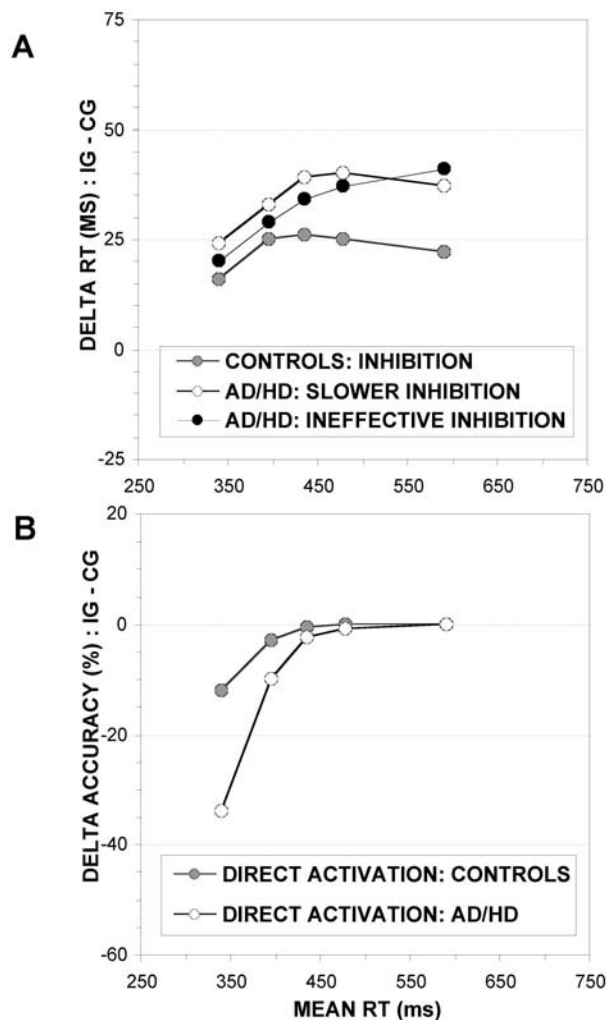 A
DELTA RT (MS) : IG - CG
75
50
25
0
-25
CONTROLS: INHIBITION
AD/HD: SLOWER INHIBITION
AD/HD: INEFFECTIVE INHIBITION
250 350 450 550 650 750
B
DELTA ACCURACY (%) : IG - CG
20
0
-20
-40
-60
DIRECT ACTIVATION: CONTROLS
DIRECT ACTIVATION: AD/HD
250 350 450 550 650 750
MEAN RT (ms)